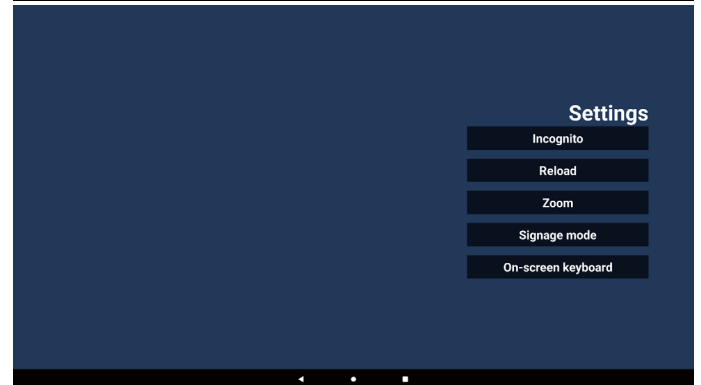 Settings
Incognito
Reload
Zoom
Signage mode
On-screen keyboard